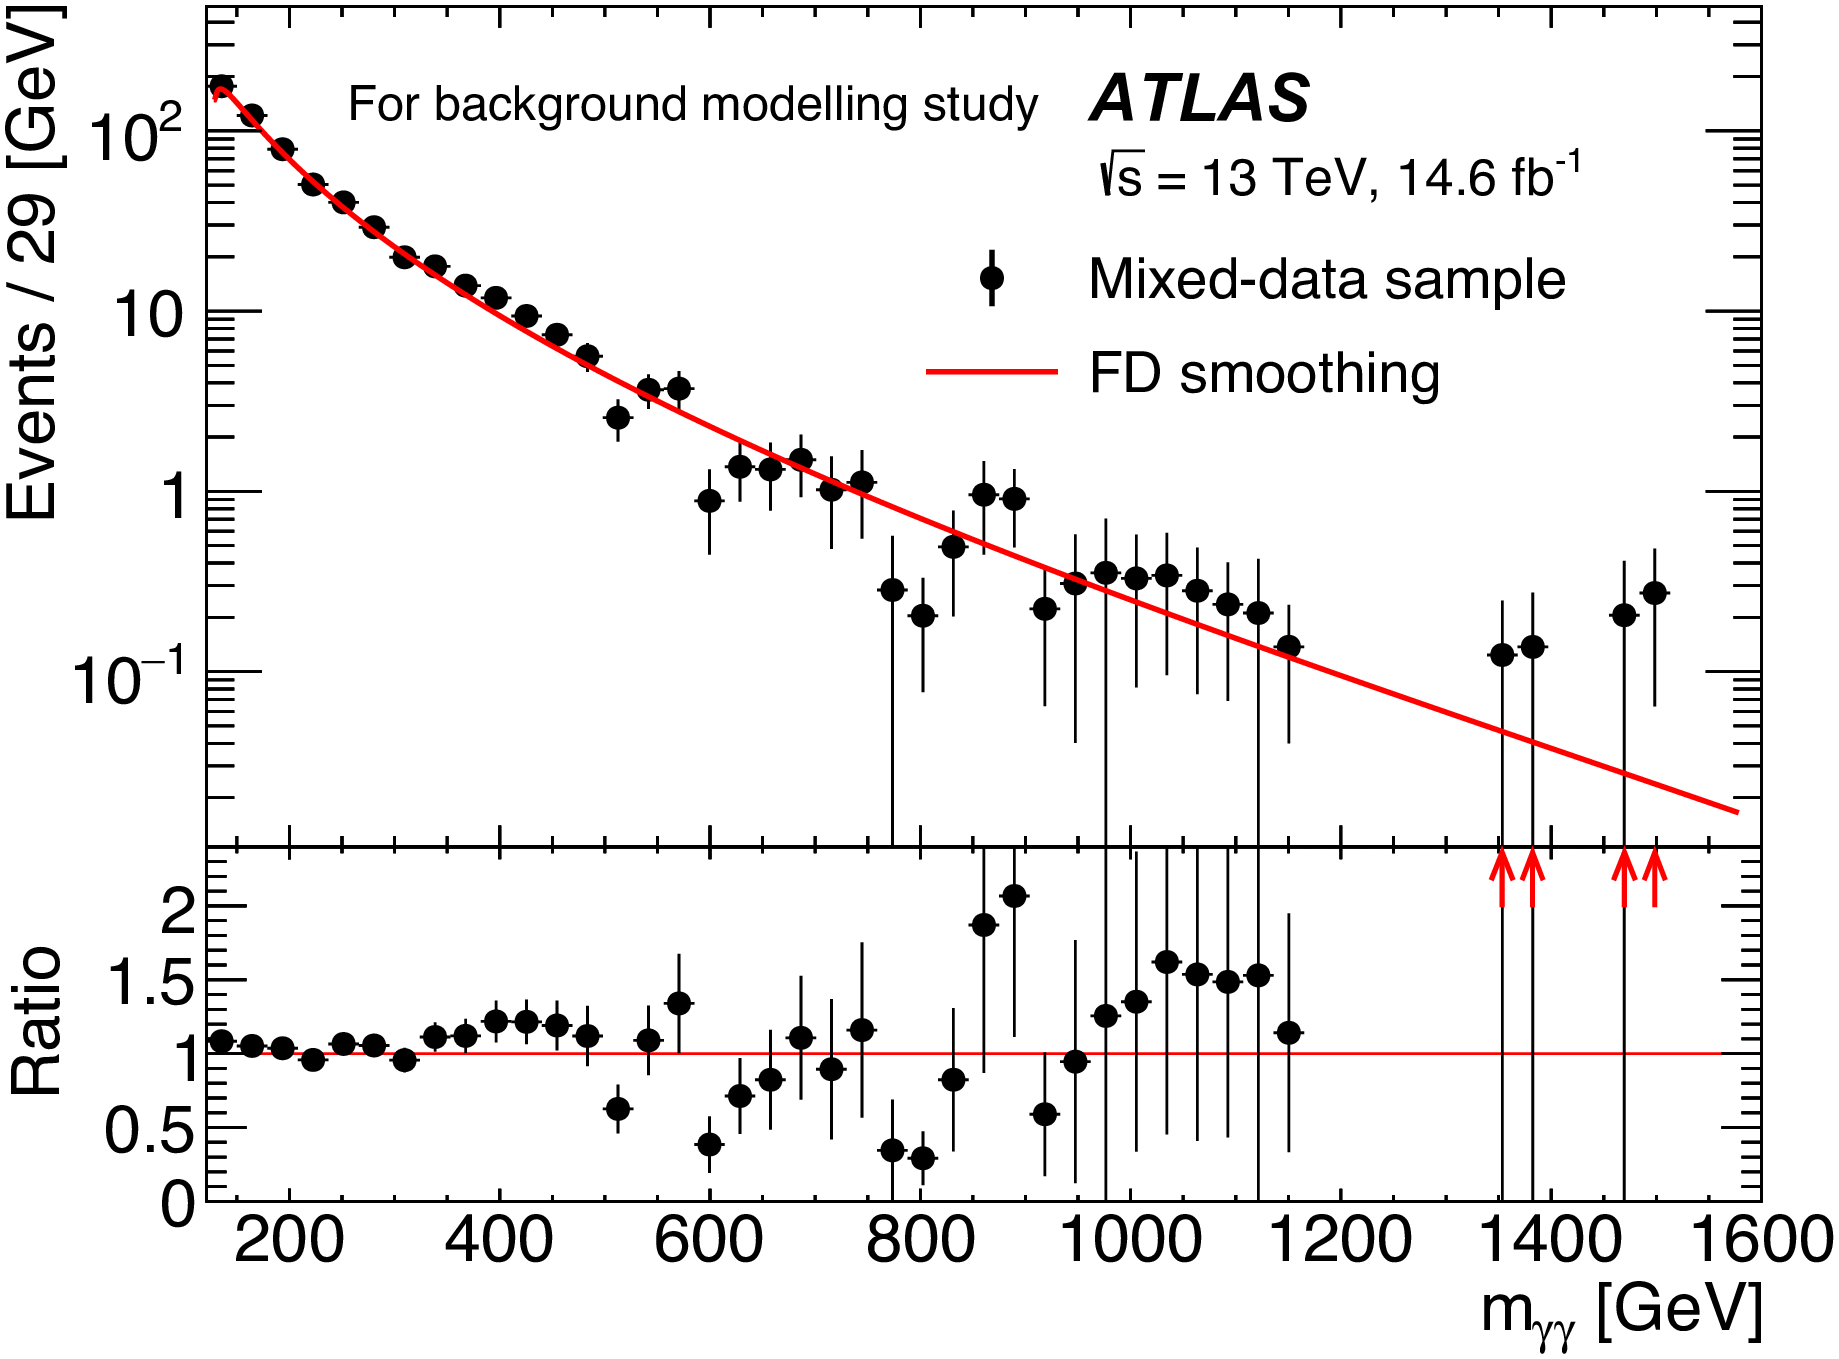 Events / 29 [GeV]
10²
10
1
10⁻¹
For background modelling study
ATLAS
√s = 13 TeV, 14.6 fb⁻¹
Mixed-data sample
FD smoothing
Ratio
2
1.5
1
0.5
0
200 400 600 800 1000 1200 1400 1600
mγγ [GeV]